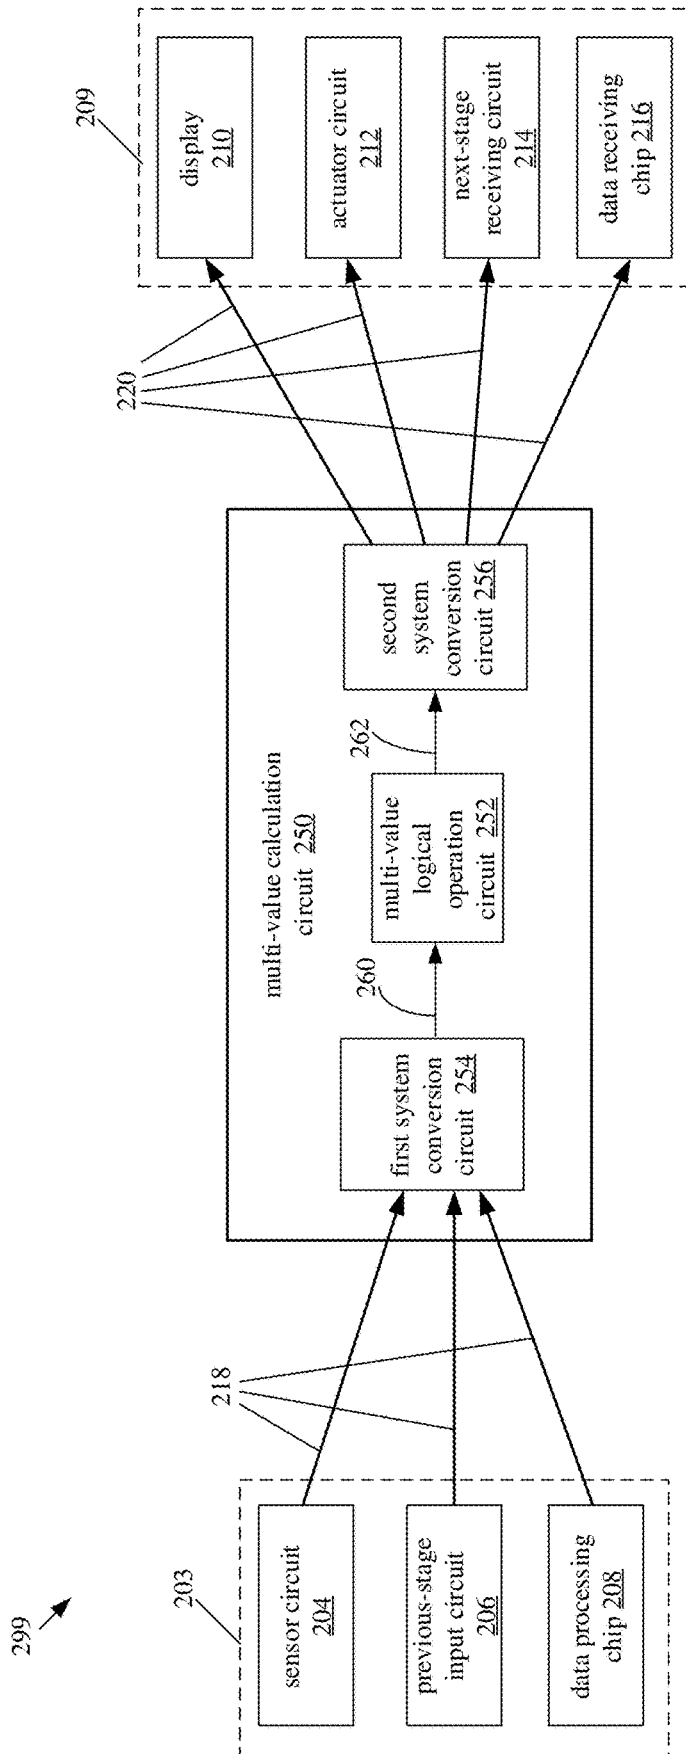 299
203
sensor circuit
204
previous-stage
input circuit
206
data processing
chip 208
218
multi-value calculation
circuit 250
first system
conversion
circuit 254
260
multi-value
logical
operation
circuit 252
262
second
system
conversion
circuit 256
220
209
display
210
actuator circuit
212
next-stage
receiving circuit
214
data receiving
chip 216